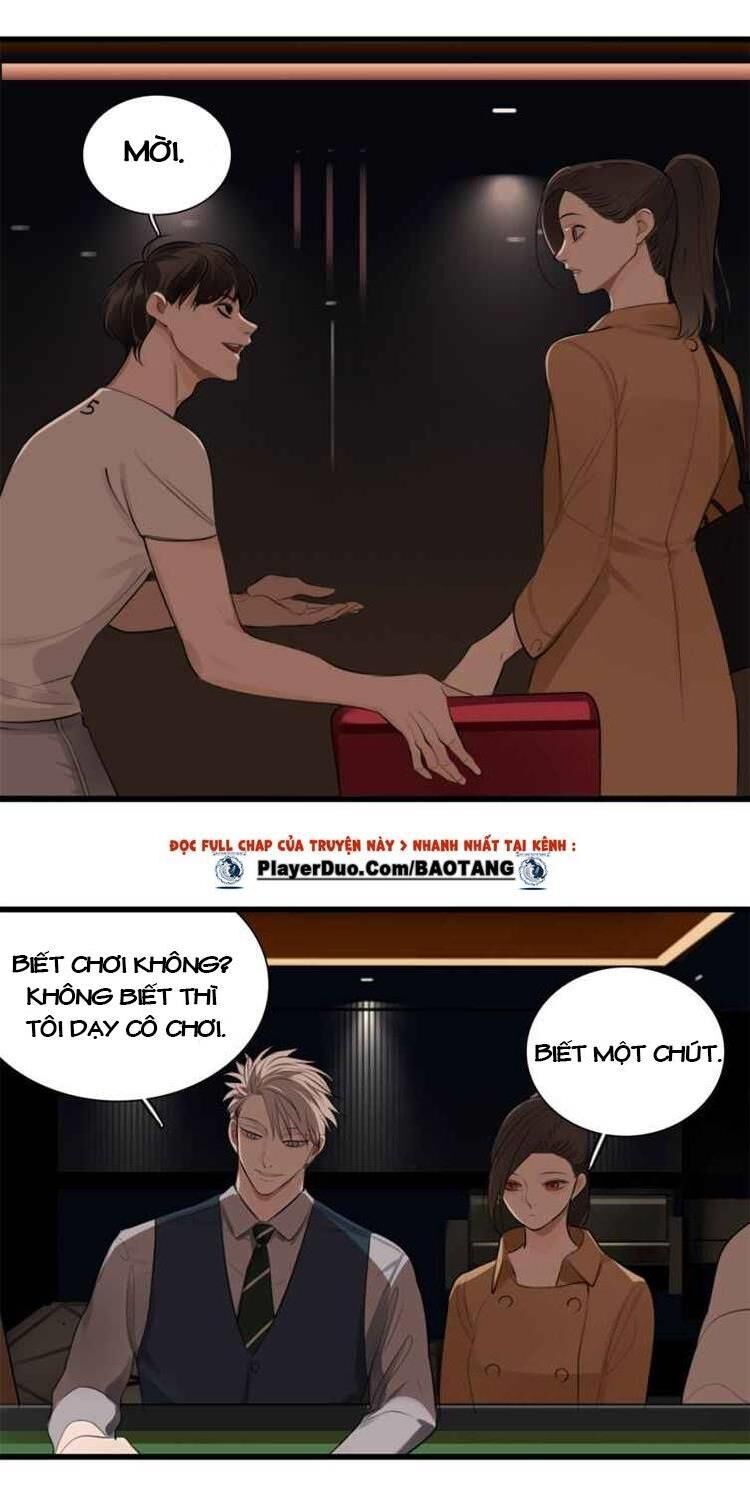 MỜI.
5
ĐỌC FULL CHAP CỦA TRUYỆN NÀY > NHANH NHẤT TẠI KÊNH :
PlayerDuo.Com/BAOTANG
BIẾT CHƠI KHÔNG?
KHÔNG BIẾT THÌ
TÔI DẠY CÔ CHƠI.
BIẾT MỘT CHÚT.